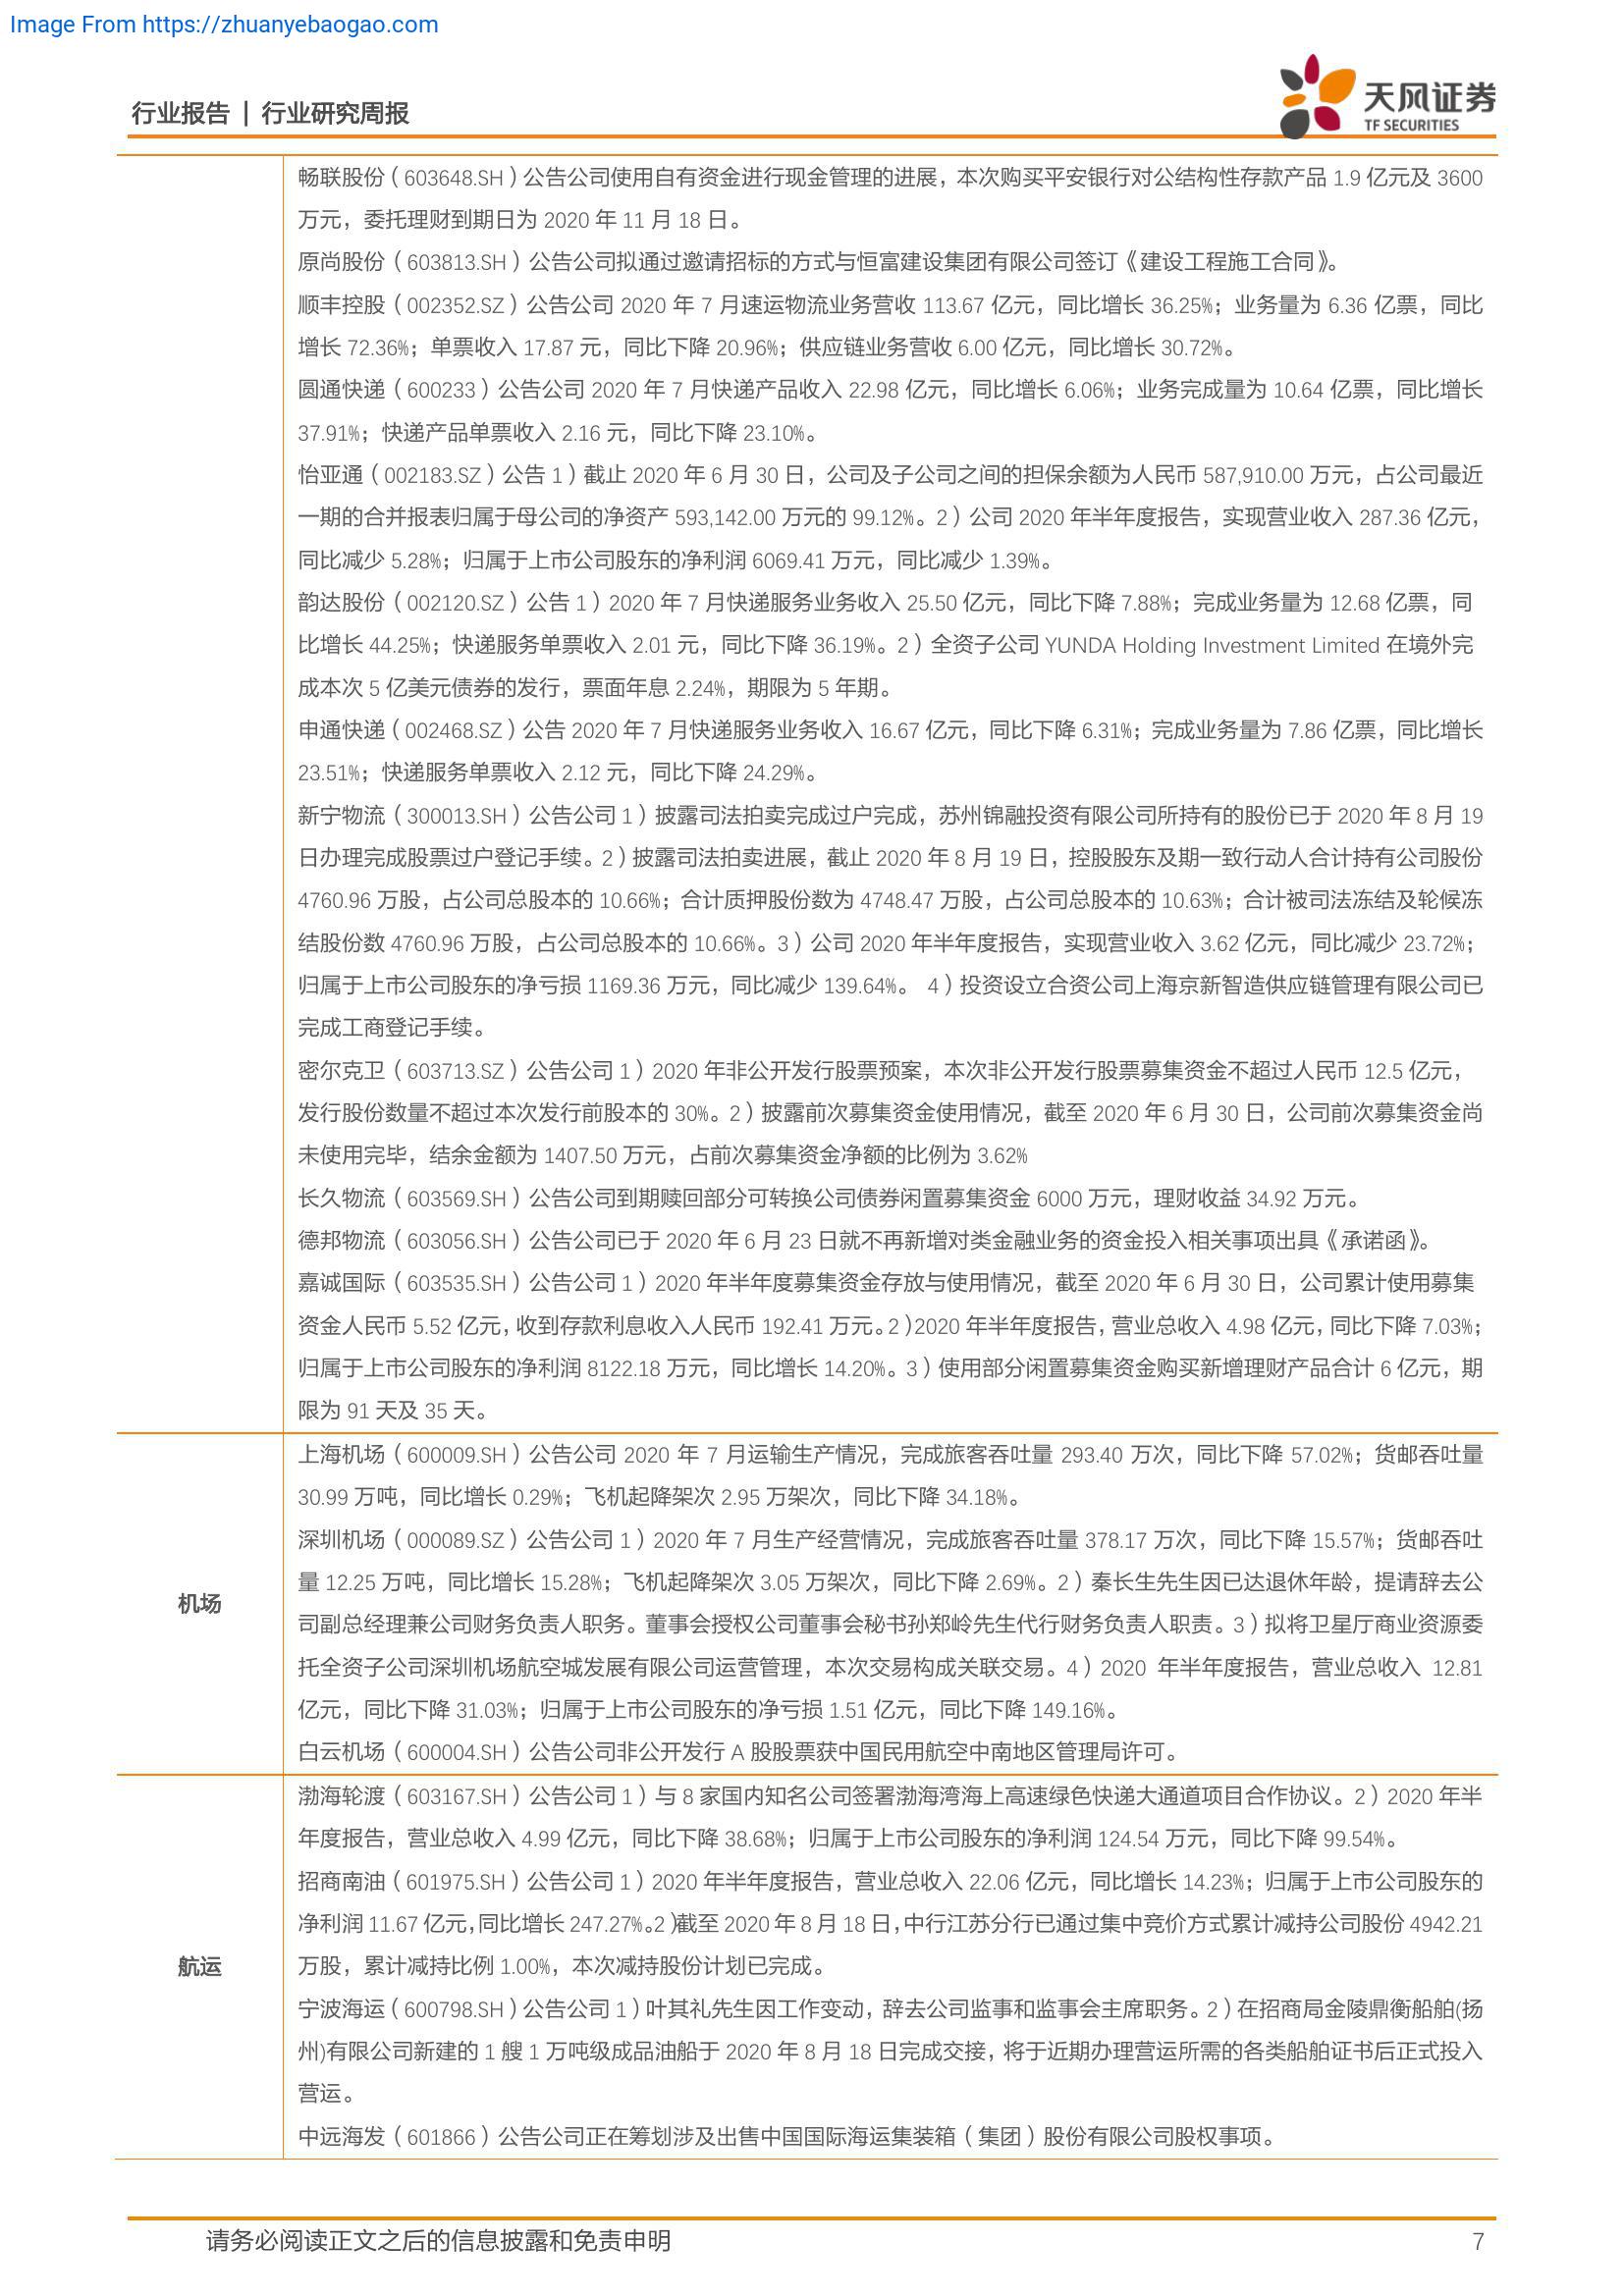 Image From https://zhuanyebaogao.com
行业报告 | 行业研究周报
天风证券
TF SECURITIES
畅联股份（603648.SH）公告公司使用自有资金进行现金管理的进展，本次购买平安银行对公结构性存款产品 1.9 亿元及 3600
万元，委托理财到期日为 2020 年 11 月 18 日。
原尚股份（603813.SH）公告公司拟通过邀请招标的方式与恒富建设集团有限公司签订《建设工程施工合同》。
顺丰控股（002352.SZ）公告公司 2020 年 7 月速运物流业务营收 113.67 亿元，同比增长 36.25%；业务量为 6.36 亿票，同比
增长 72.36%；单票收入 17.87 元，同比下降 20.96%；供应链业务营收 6.00 亿元，同比增长 30.72%。
圆通快递（600233）公告公司 2020 年 7 月快递产品收入 22.98 亿元，同比增长 6.06%；业务完成量为 10.64 亿票，同比增长
37.91%；快递产品单票收入 2.16 元，同比下降 23.10%。
怡亚通（002183.SZ）公告 1）截止 2020 年 6 月 30 日，公司及子公司之间的担保余额为人民币 587,910.00 万元，占公司最近
一期的合并报表归属于母公司的净资产 593,142.00 万元的 99.12%。2）公司 2020 年半年度报告，实现营业收入 287.36 亿元，
同比减少 5.28%；归属于上市公司股东的净利润 6069.41 万元，同比减少 1.39%。
韵达股份（002120.SZ）公告 1）2020 年 7 月快递服务业务收入 25.50 亿元，同比下降 7.88%；完成业务量为 12.68 亿票，同
比增长 44.25%；快递服务单票收入 2.01 元，同比下降 36.19%。2）全资子公司 YUNDA Holding Investment Limited 在境外完
成本次 5 亿美元债券的发行，票面年息 2.24%，期限为 5 年期。
申通快递（002468.SZ）公告 2020 年 7 月快递服务业务收入 16.67 亿元，同比下降 6.31%；完成业务量为 7.86 亿票，同比增长
23.51%；快递服务单票收入 2.12 元，同比下降 24.29%。
新宁物流（300013.SH）公告公司 1）披露司法拍卖完成过户完成，苏州锦融投资有限公司所持有的股份已于 2020 年 8 月 19
日办理完成股票过户登记手续。2）披露司法拍卖进展，截止 2020 年 8 月 19 日，控股股东及期一致行动人合计持有公司股份
4760.96 万股，占公司总股本的 10.66%；合计质押股份数为 4748.47 万股，占公司总股本的 10.63%；合计被司法冻结及轮候冻
结股份数 4760.96 万股，占公司总股本的 10.66%。3）公司 2020 年半年度报告，实现营业收入 3.62 亿元，同比减少 23.72%；
归属于上市公司股东的净亏损 1169.36 万元，同比减少 139.64%。 4）投资设立合资公司上海京新智造供应链管理有限公司已
完成工商登记手续。
密尔克卫（603713.SZ）公告公司 1）2020 年非公开发行股票预案，本次非公开发行股票募集资金不超过人民币 12.5 亿元，
发行股份数量不超过本次发行前股本的 30%。2）披露前次募集资金使用情况，截至 2020 年 6 月 30 日，公司前次募集资金尚
未使用完毕，结余金额为 1407.50 万元，占前次募集资金净额的比例为 3.62%
长久物流（603569.SH）公告公司到期赎回部分可转换公司债券闲置募集资金 6000 万元，理财收益 34.92 万元。
德邦物流（603056.SH）公告公司已于 2020 年 6 月 23 日就不再新增对类金融业务的资金投入相关事项出具《承诺函》。
嘉诚国际（603535.SH）公告公司 1）2020 年半年度募集资金存放与使用情况，截至 2020 年 6 月 30 日，公司累计使用募集
资金人民币 5.52 亿元，收到存款利息收入人民币 192.41 万元。2）2020 年半年度报告，营业总收入 4.98 亿元，同比下降 7.03%；
归属于上市公司股东的净利润 8122.18 万元，同比增长 14.20%。3）使用部分闲置募集资金购买新增理财产品合计 6 亿元，期
限为 91 天及 35 天。
机场
上海机场（600009.SH）公告公司 2020 年 7 月运输生产情况，完成旅客吞吐量 293.40 万次，同比下降 57.02%；货邮吞吐量
30.99 万吨，同比增长 0.29%；飞机起降架次 2.95 万架次，同比下降 34.18%。
深圳机场（000089.SZ）公告公司 1）2020 年 7 月生产经营情况，完成旅客吞吐量 378.17 万次，同比下降 15.57%；货邮吞吐
量 12.25 万吨，同比增长 15.28%；飞机起降架次 3.05 万架次，同比下降 2.69%。2）秦长生先生因已达退休年龄，提请辞去公
司副总经理兼公司财务负责人职务。董事会授权公司董事会秘书孙郑岭先生代行财务负责人职责。3）拟将卫星厅商业资源委
托全资子公司深圳机场航空城发展有限公司运营管理，本次交易构成关联交易。4）2020 年半年度报告，营业总收入 12.81
亿元，同比下降 31.03%；归属于上市公司股东的净亏损 1.51 亿元，同比下降 149.16%。
白云机场（600004.SH）公告公司非公开发行 A 股股票获中国民用航空中南地区管理局许可。
航运
渤海轮渡（603167.SH）公告公司 1）与 8 家国内知名公司签署渤海湾海上高速绿色快递大通道项目合作协议。2）2020 年半
年度报告，营业总收入 4.99 亿元，同比下降 38.68%；归属于上市公司股东的净利润 124.54 万元，同比下降 99.54%。
招商南油（601975.SH）公告公司 1）2020 年半年度报告，营业总收入 22.06 亿元，同比增长 14.23%；归属于上市公司股东的
净利润 11.67 亿元，同比增长 247.27%。2）截至 2020 年 8 月 18 日，中行江苏分行已通过集中竞价方式累计减持公司股份 4942.21
万股，累计减持比例 1.00%，本次减持股份计划已完成。
宁波海运（600798.SH）公告公司 1）叶其礼先生因工作变动，辞去公司监事和监事会主席职务。2）在招商局金陵鼎衡船舶(扬
州)有限公司新建的 1 艘 1 万吨级成品油船于 2020 年 8 月 18 日完成交接，将于近期办理营运所需的各类船舶证书后正式投入
营运。
中远海发（601866）公告公司正在筹划涉及出售中国国际海运集装箱（集团）股份有限公司股权事项。
请务必阅读正文之后的信息披露和免责申明
7